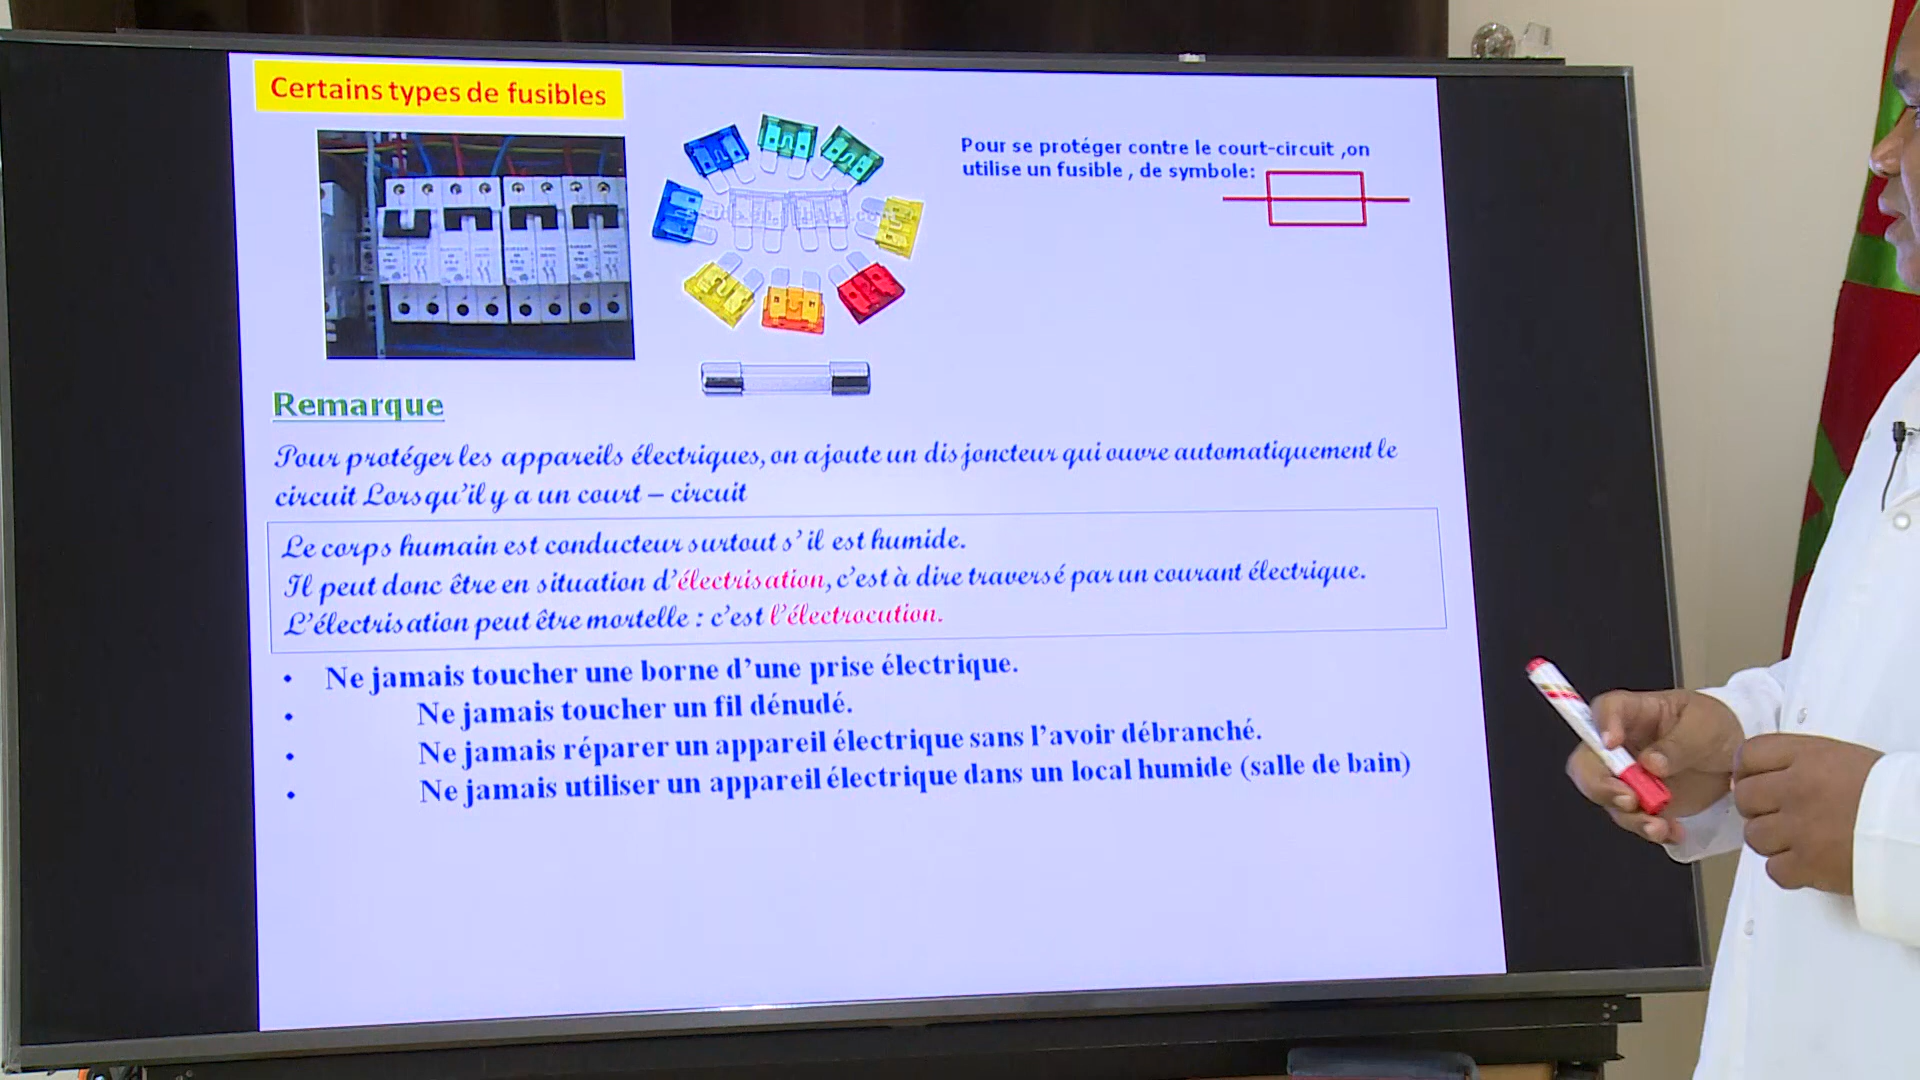 Certains types de fusibles
Pour se protéger contre le court-circuit ,on
utilise un fusible , de symbole:
Remarque
Pour protéger les appareils électriques, on ajoute un disjoncteur qui ouvre automatiquement le
circuit Lorsqu'il y a un court – circuit
Le corps humain est conducteur surtout s' il est humide.
Il peut donc être en situation d'électrisation, c'est à dire traversé par un courant électrique.
L'électrisation peut être mortelle : c'est l'électrocution.
• Ne jamais toucher une borne d'une prise électrique.
• Ne jamais toucher un fil dénudé.
• Ne jamais réparer un appareil électrique sans l'avoir débranché.
• Ne jamais utiliser un appareil électrique dans un local humide (salle de bain)